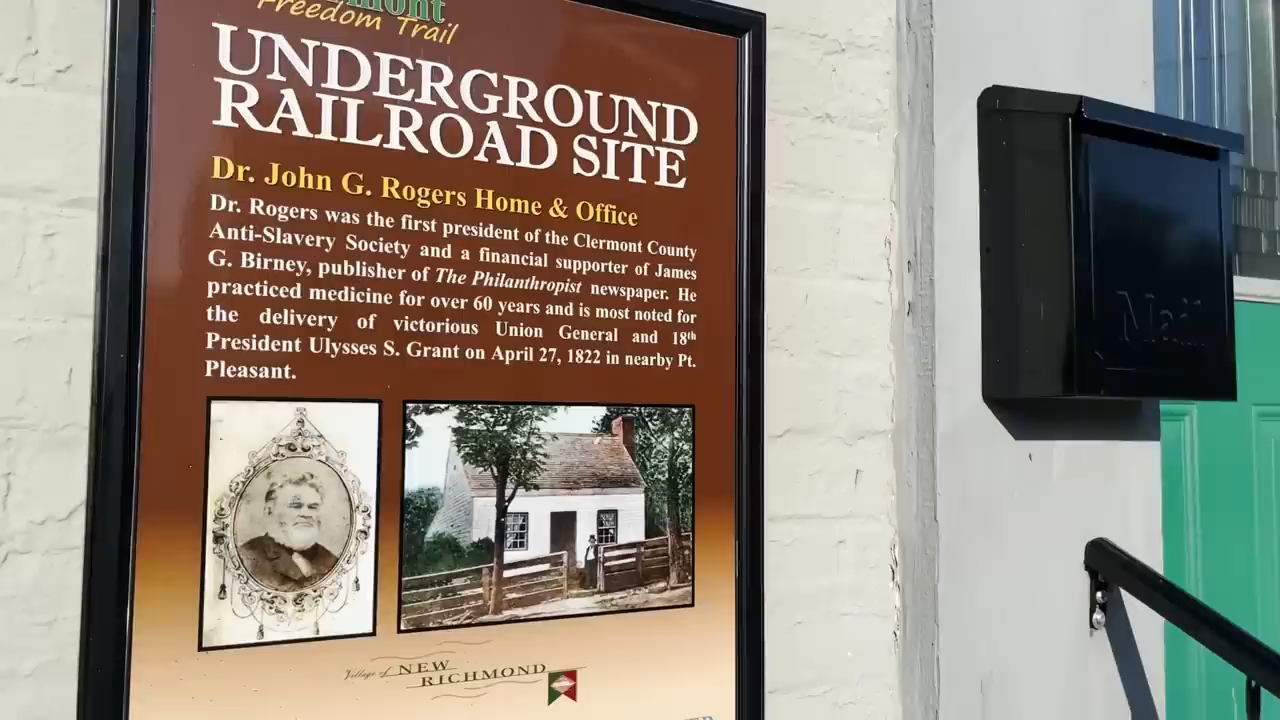 Freedom Trail
UNDERGROUND
RAILROAD SITE
Dr. John G. Rogers Home & Office
Dr. Rogers was the first president of the Clermont County
Anti-Slavery Society and a financial supporter of James
G. Birney, publisher of The Philanthropist newspaper. He
practiced medicine for over 60 years and is most noted for
the delivery of victorious Union General and 18th
President Ulysses S. Grant on April 27, 1822 in nearby Pt.
Pleasant.
Village of NEW
RICHMOND
Mail